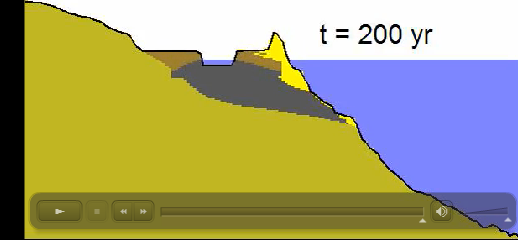 t = 200 yr